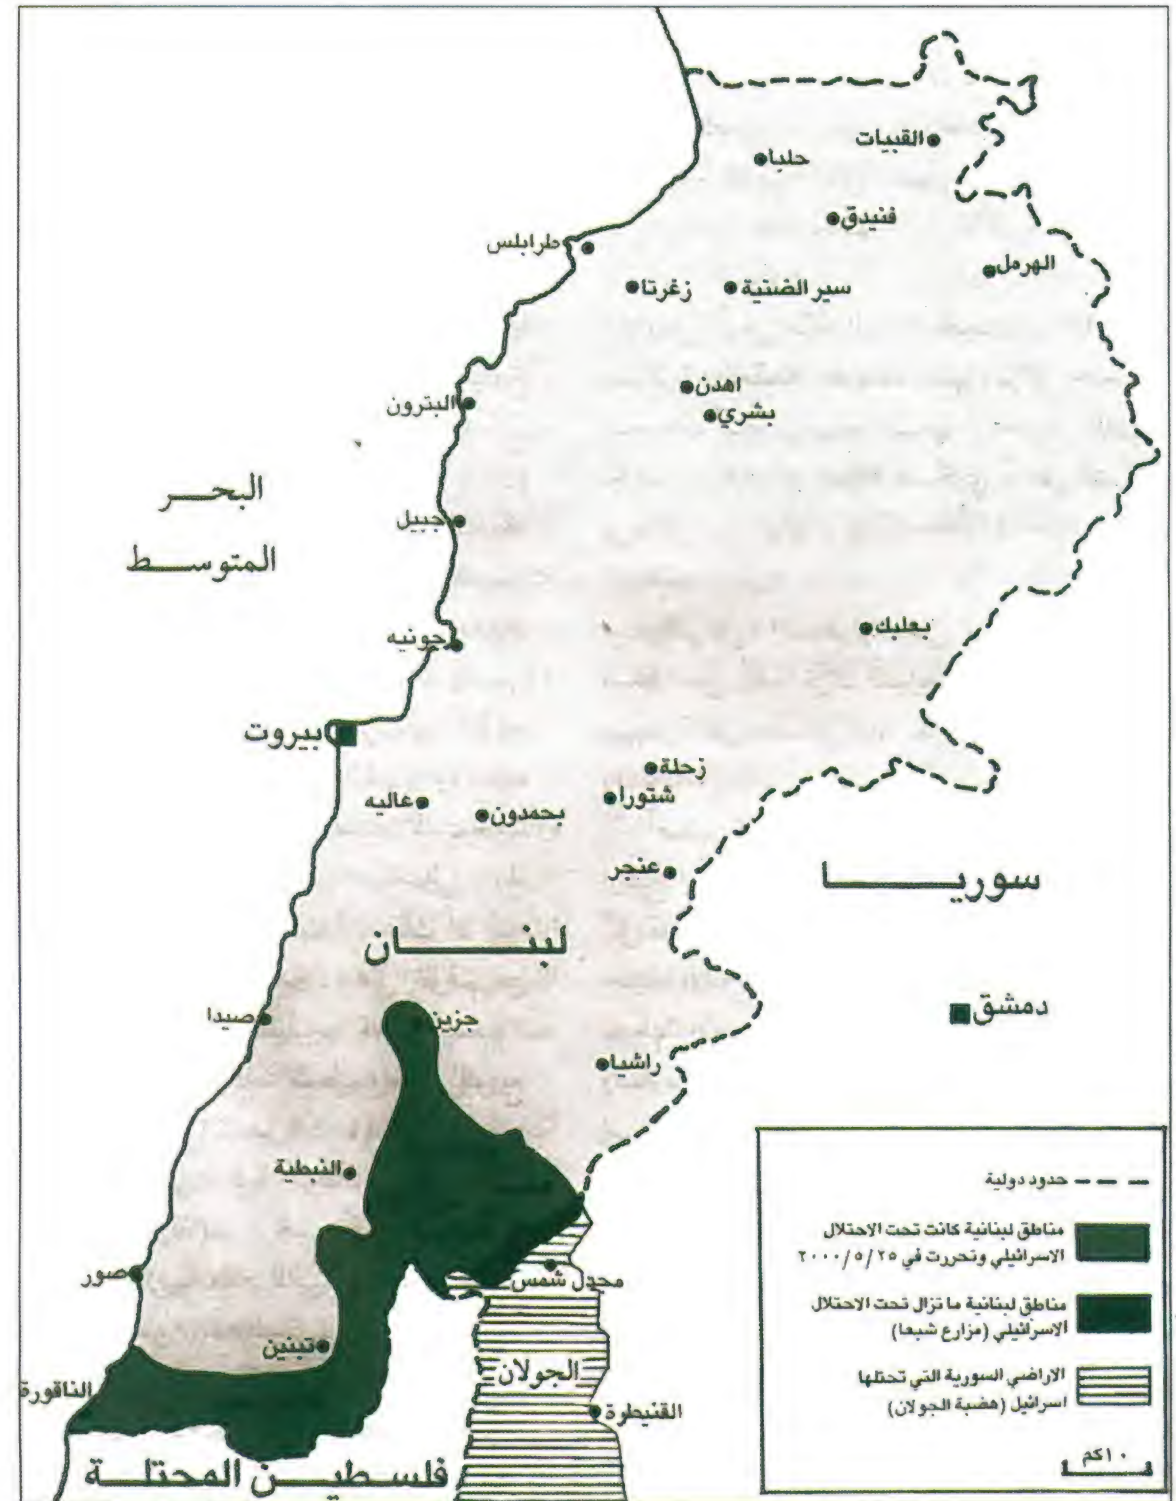 القبيات
حلبا
فنيدق
طرابلس
الهرمل
زغرتا
سير الضنية
اهدن
بشري
البترون
البحر
المتوسط
جبيل
بعلبك
جونيه
بيروت
زحلة
شتورا
عاليه
بحمدون
عنجر
سوريا
لبنان
دمشق
صيدا
جزين
راشيا
النبطية
صور
مجدل شمس
تبنين
الجولان
الناقورة
القنيطرة
فلسطين المحتلة
حدود دولية
مناطق لبنانية كانت تحت الاحتلال
الاسرائيلي وتحررت في ٢٠٠٠/٥/٢٥
مناطق لبنانية ما تزال تحت الاحتلال
الاسرائيلي (مزارع شبعا)
الاراضي السورية التي تحتلها
اسرائيل (هضبة الجولان)
١٠ كم